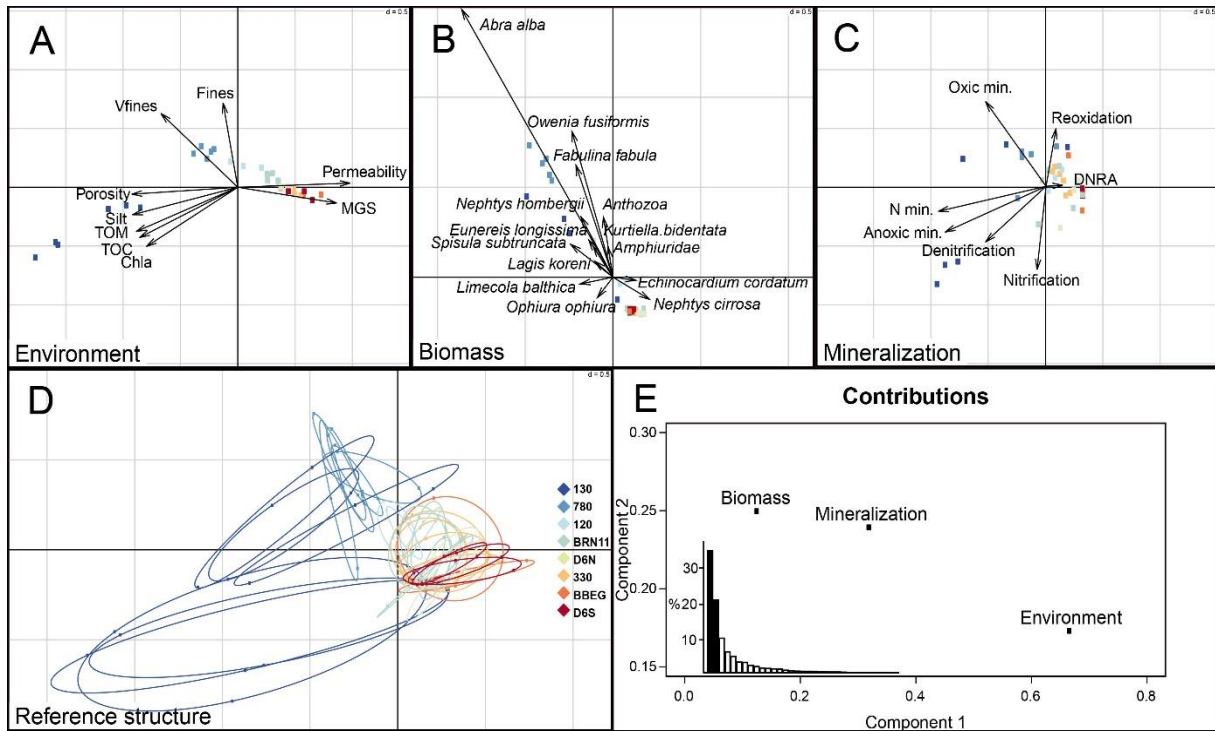 A
d = 0.5
Fines
Vfines
Permeability
Porosity
MGS
Silt
TOM
TOC
Chla
Environment
B
d = 0.5
Abra alba
Owenia fusiformis
Fabulina fabula
Nephtys hombergii
Anthozoa
Eunereis longissima
Kurtiella.bidentata
Spisula subtruncata
Amphiuridae
Lagis koreni
Echinocardium cordatum
Limecola balthica
Nephtys cirrosa
Ophiura ophiura
Biomass
C
d = 0.5
Oxic min.
Reoxidation
DNRA
N min.
Anoxic min.
Denitrification
Nitrification
Mineralization
D
d = 0.5
130
780
120
BRN11
D6N
330
BBEG
D6S
Reference structure
E
Contributions
0.30
0.25
0.20
0.15
Component 2
Biomass
Mineralization
Environment
30
%20
10
0.0 0.2 0.4 0.6 0.8
Component 1